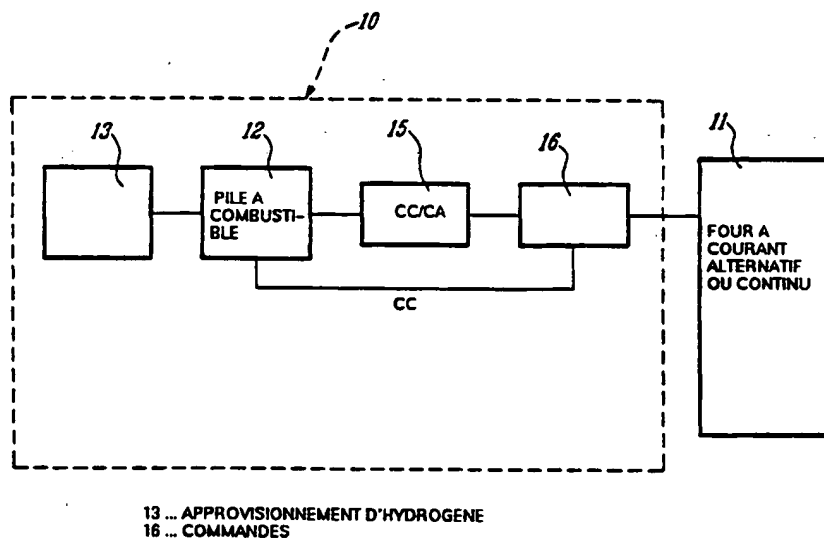 10
13
12
15
16
11
PILE A
COMBUSTI-
BLE
CC/CA
FOUR A
COURANT
ALTERNATIF
OU CONTINU
CC
13 ... APPROVISIONNEMENT D'HYDROGENE
16 ... COMMANDES